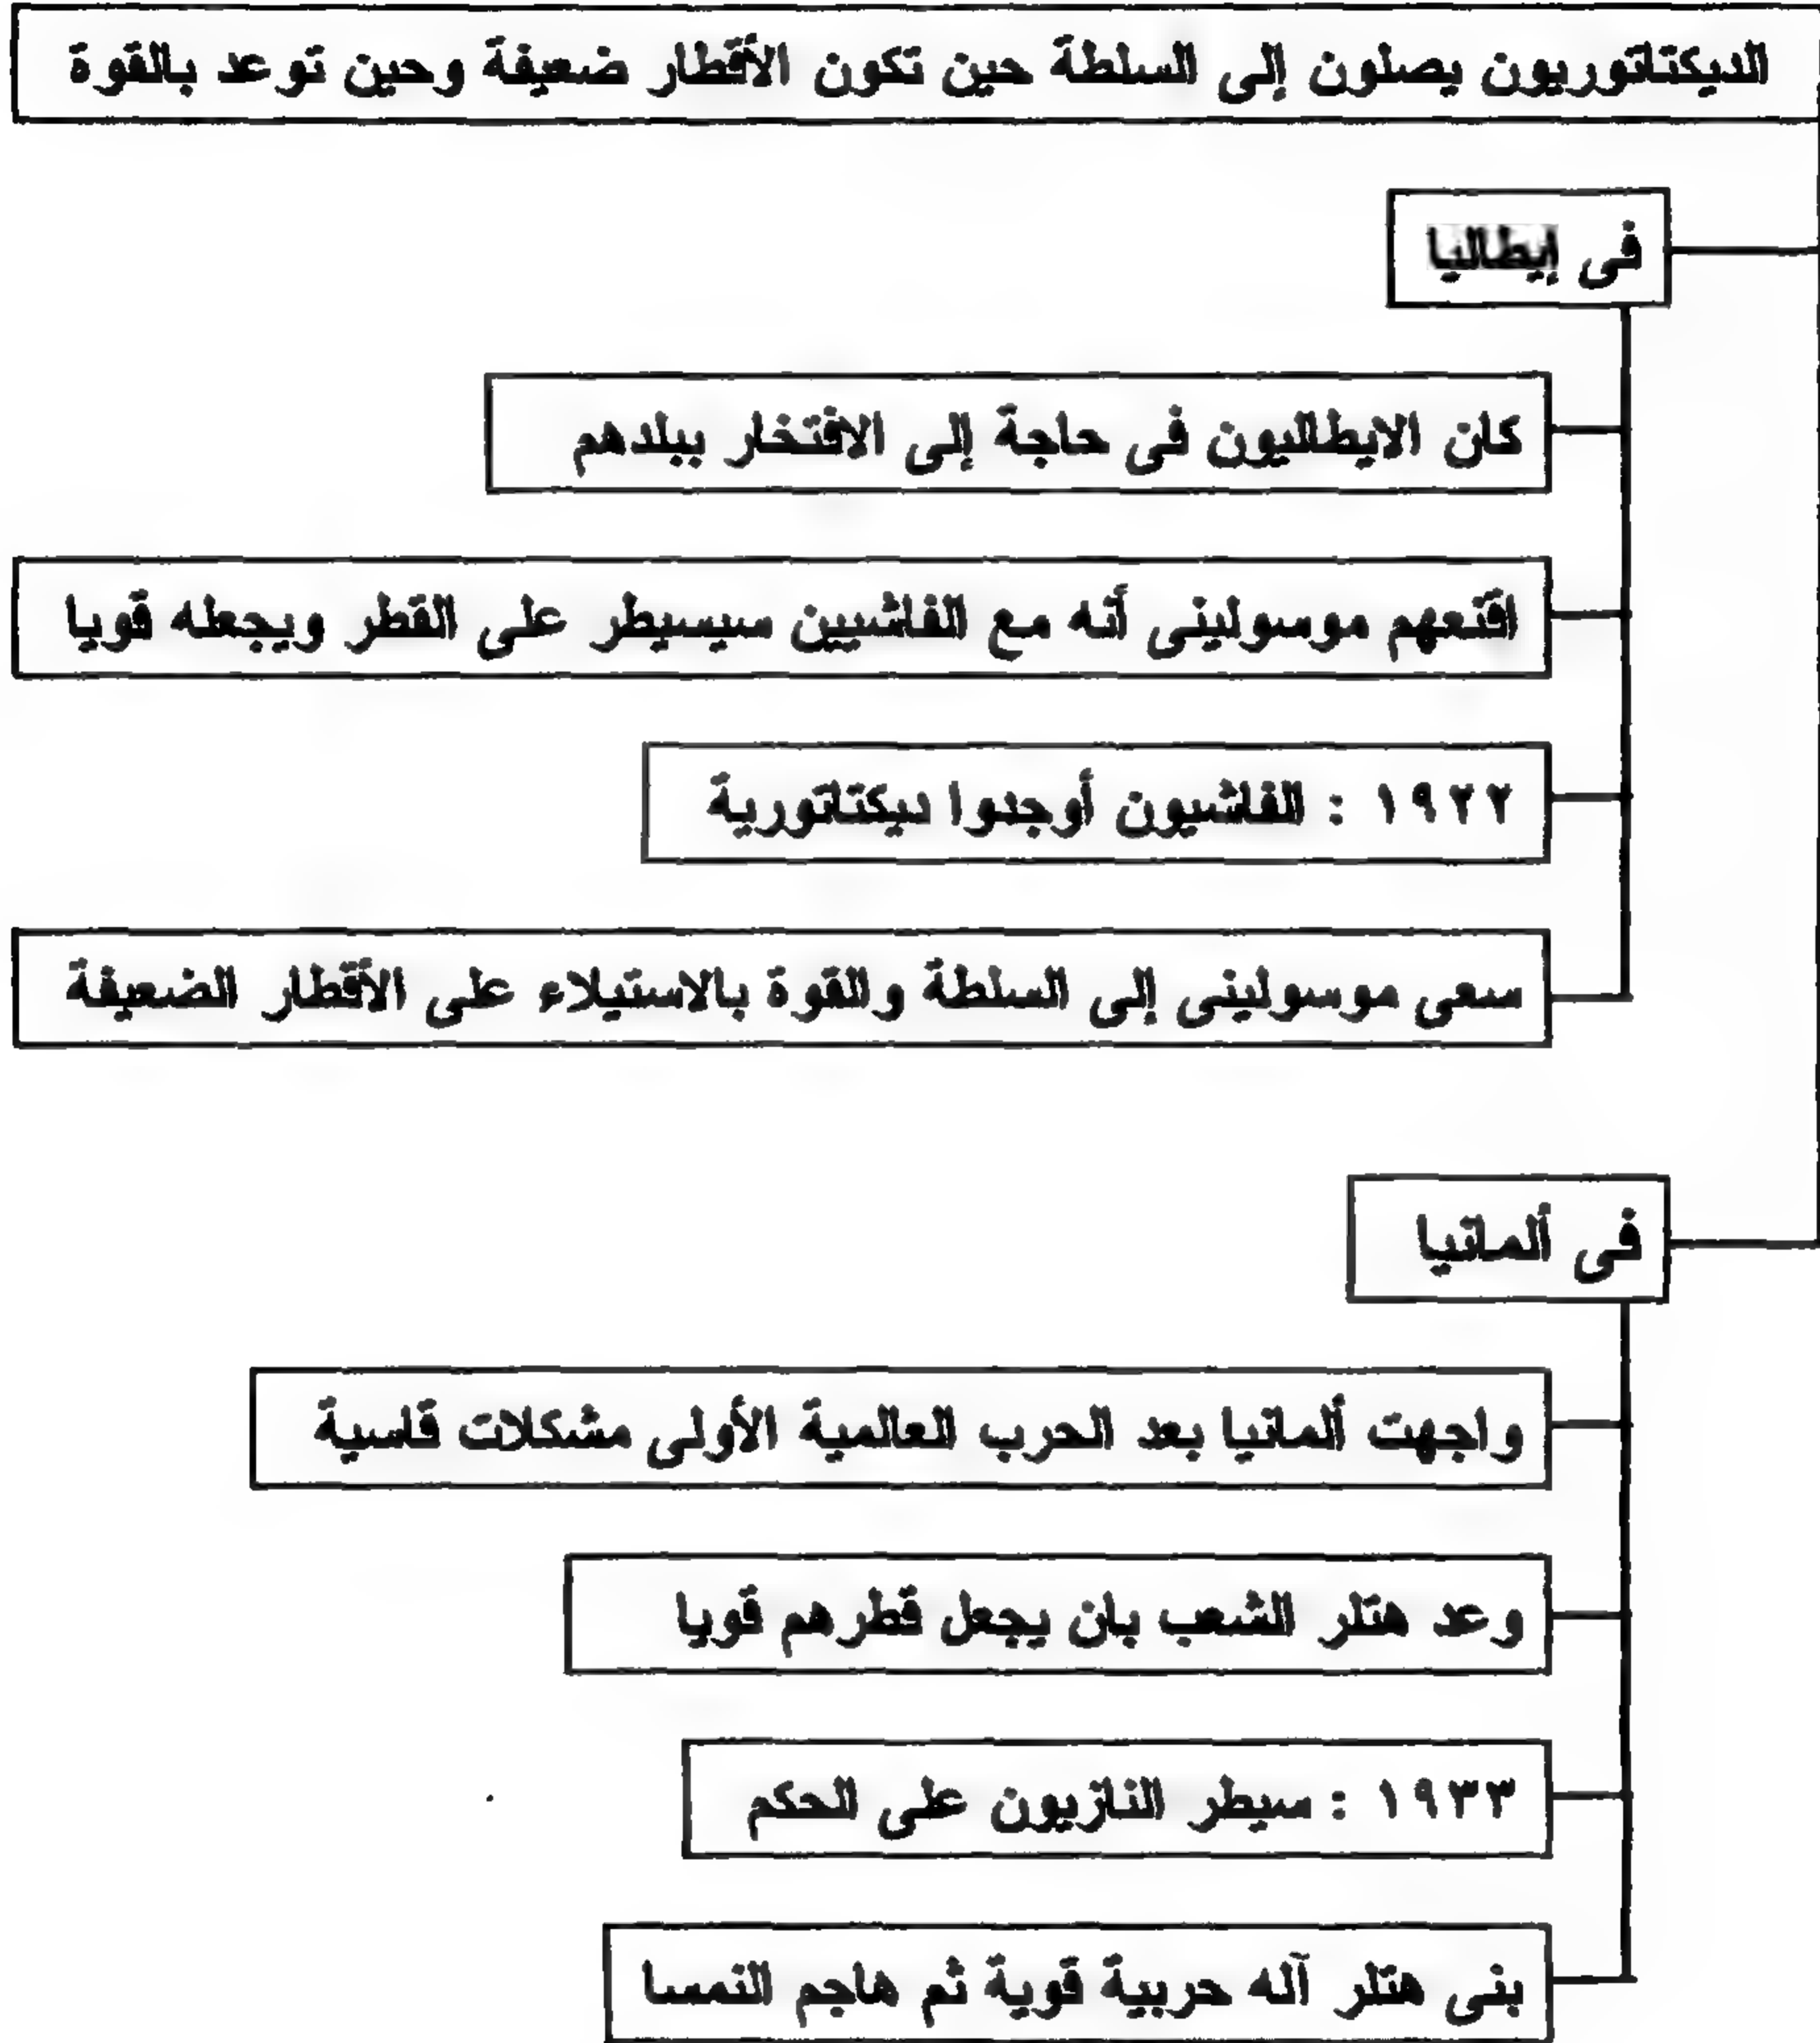 الديكتاتوريون يصلون إلى السلطة حين تكون الأقطار ضعيفة وحين توعد بالقوة
فى إيطاليا
كان الايطاليون فى حاجة إلى الافتخار ببلدهم
اقنعهم موسولينى أنه مع الفاشيين سيسيطر على القطر ويجعله قويا
١٩٢٢ : الفاشيون أوجدوا ديكتاتورية
سعى موسولينى إلى السلطة والقوة بالاستيلاء على الأقطار الضعيفة
فى ألمانيا
واجهت ألمانيا بعد الحرب العالمية الأولى مشكلات قاسية
وعد هتلر الشعب بان يجعل قطرهم قويا
١٩٣٣ : سيطر النازيون على الحكم
بنى هتلر آله حربية قوية ثم هاجم النمسا